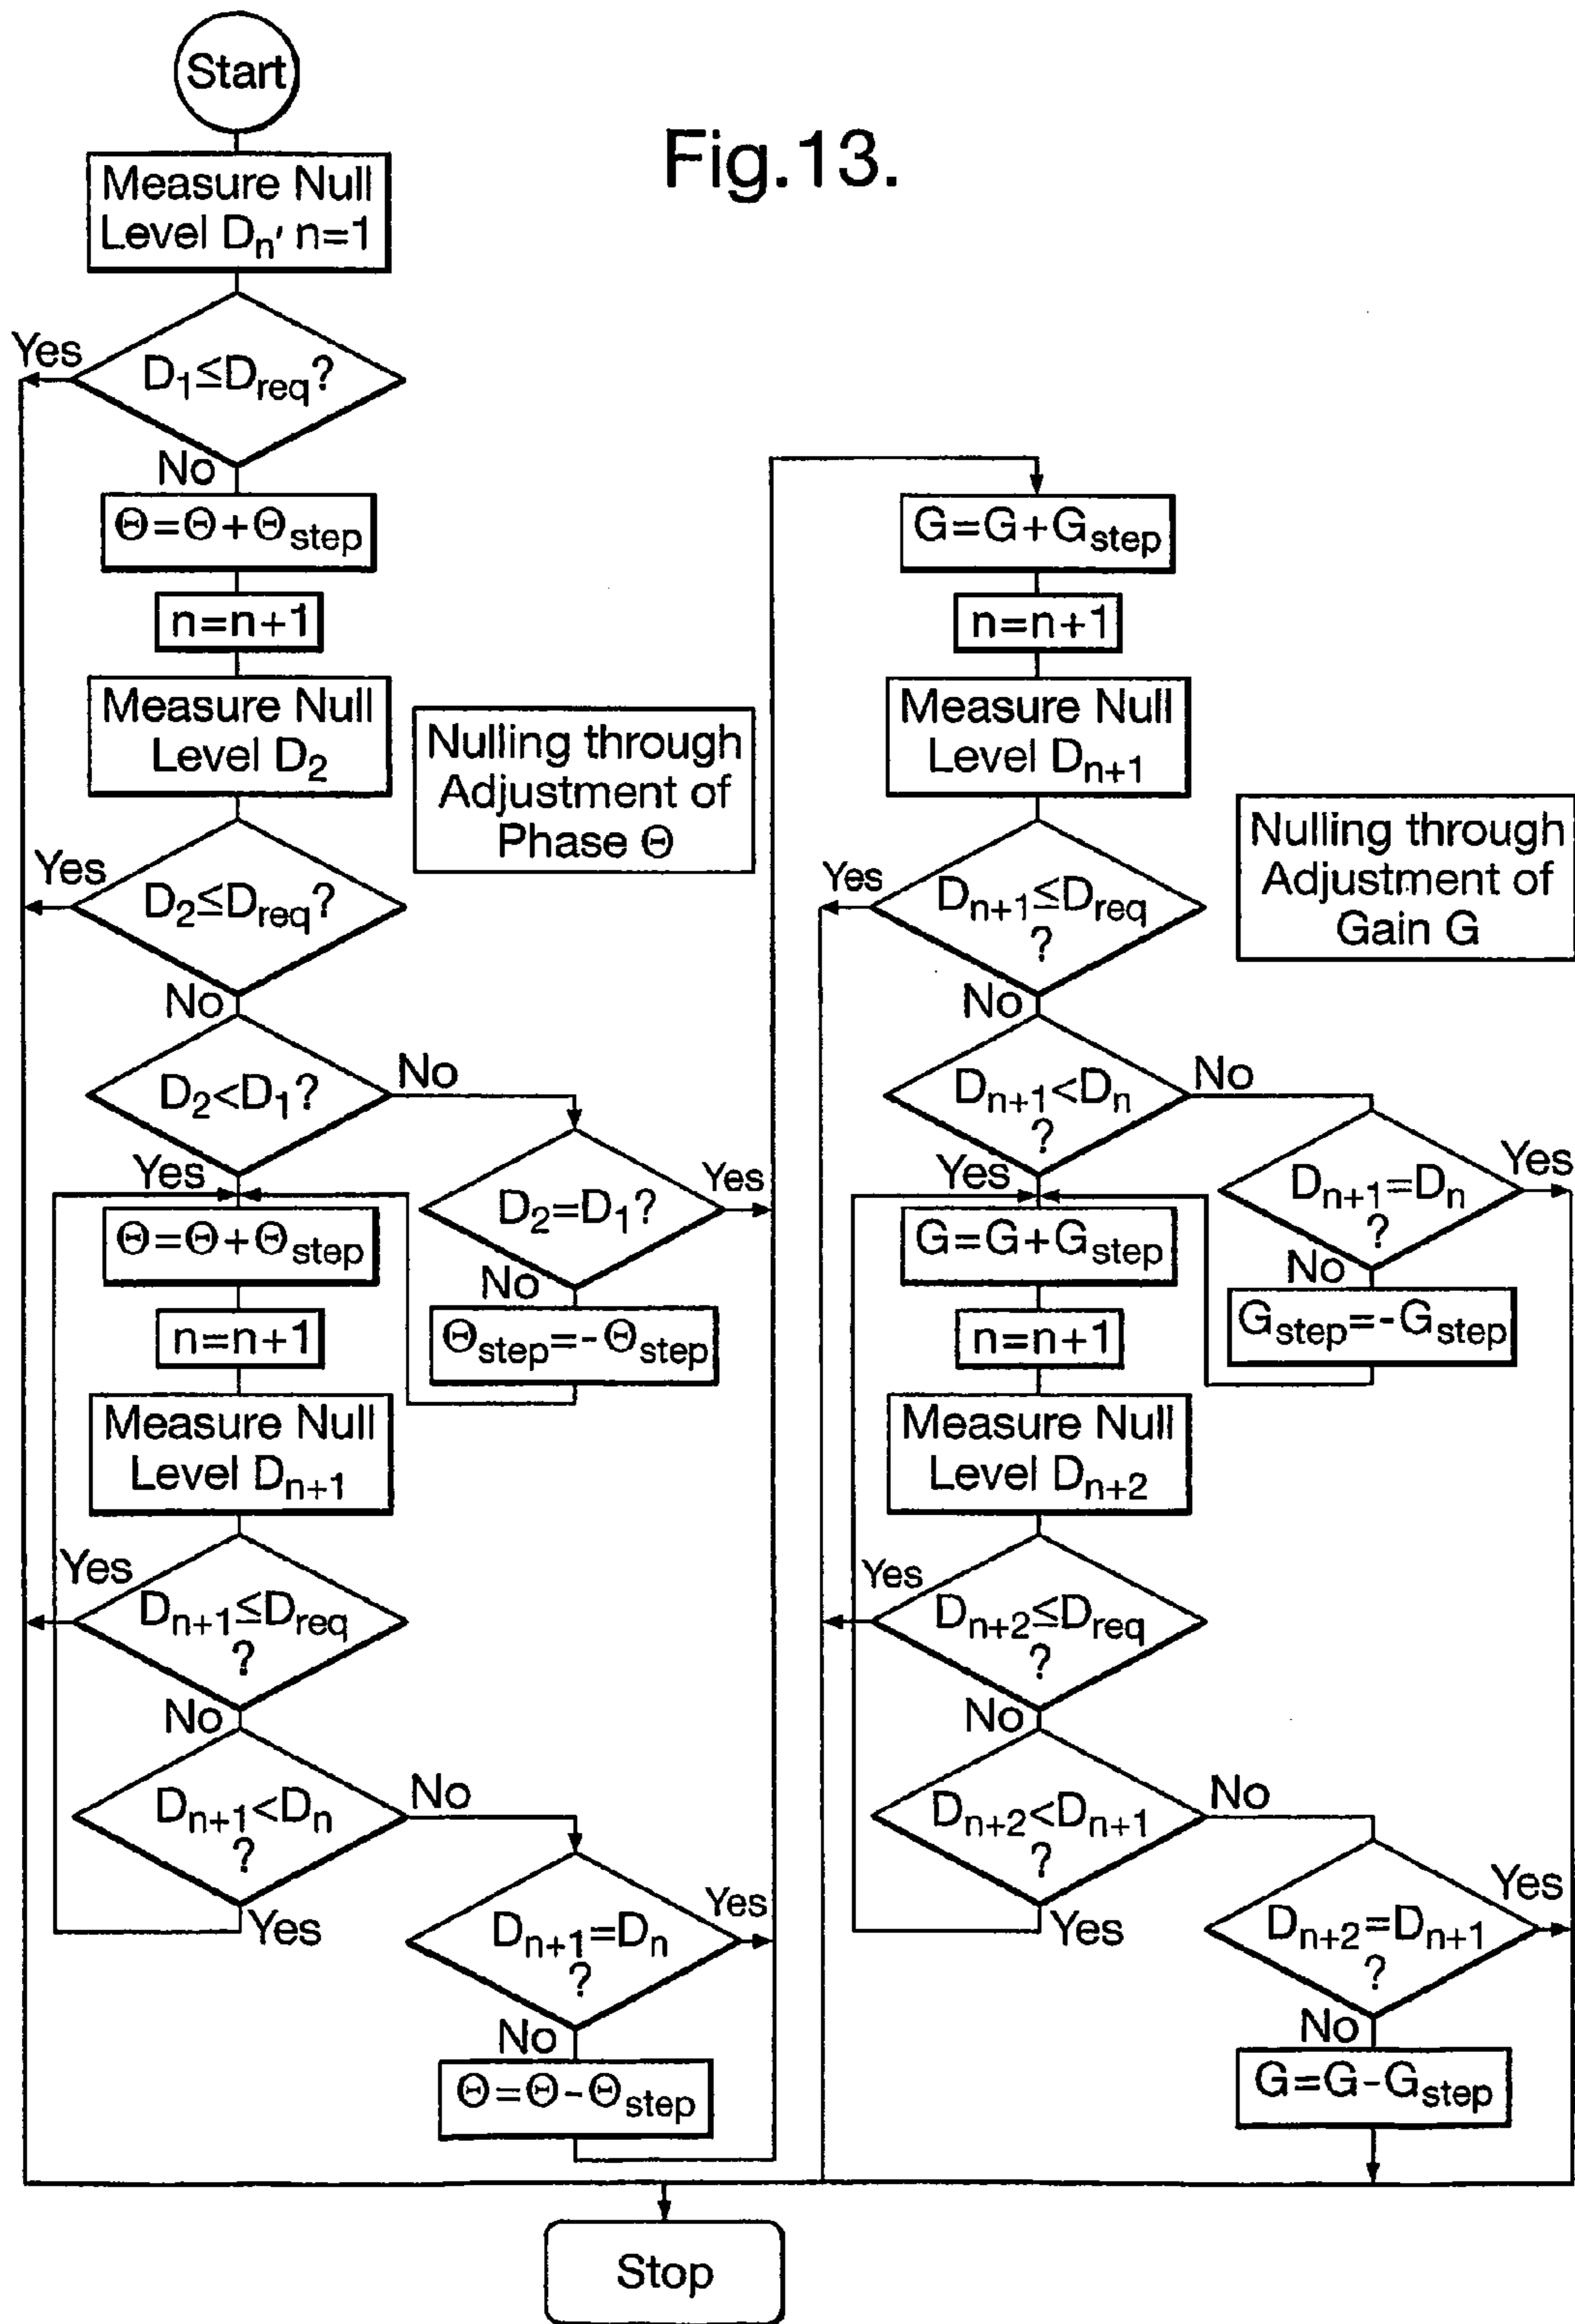 Start
Fig.13.
Measure Null
Level Dn' n=1
Yes
D1≤Dreq?
No
Θ=Θ+Θstep
n=n+1
Measure Null
Level D2
Nulling through
Adjustment of
Phase Θ
Yes
D2≤Dreq?
No
D2<D1?
No
Yes
D2=D1?
Yes
No
Θstep=-Θstep
Θ=Θ+Θstep
n=n+1
Measure Null
Level Dn+1
Yes
Dn+1≤Dreq
?
No
Dn+1<Dn
?
No
Yes
Dn+1=Dn
?
Yes
No
Θ=Θ-Θstep
G=G+Gstep
n=n+1
Measure Null
Level Dn+1
Nulling through
Adjustment of
Gain G
Yes
Dn+1≤Dreq
?
No
Dn+1<Dn
?
No
Yes
Dn+1=Dn
?
Yes
No
Gstep=-Gstep
G=G+Gstep
n=n+1
Measure Null
Level Dn+2
Yes
Dn+2≤Dreq
?
No
Dn+2<Dn+1
?
No
Yes
Dn+2=Dn+1
?
Yes
No
G=G-Gstep
Stop